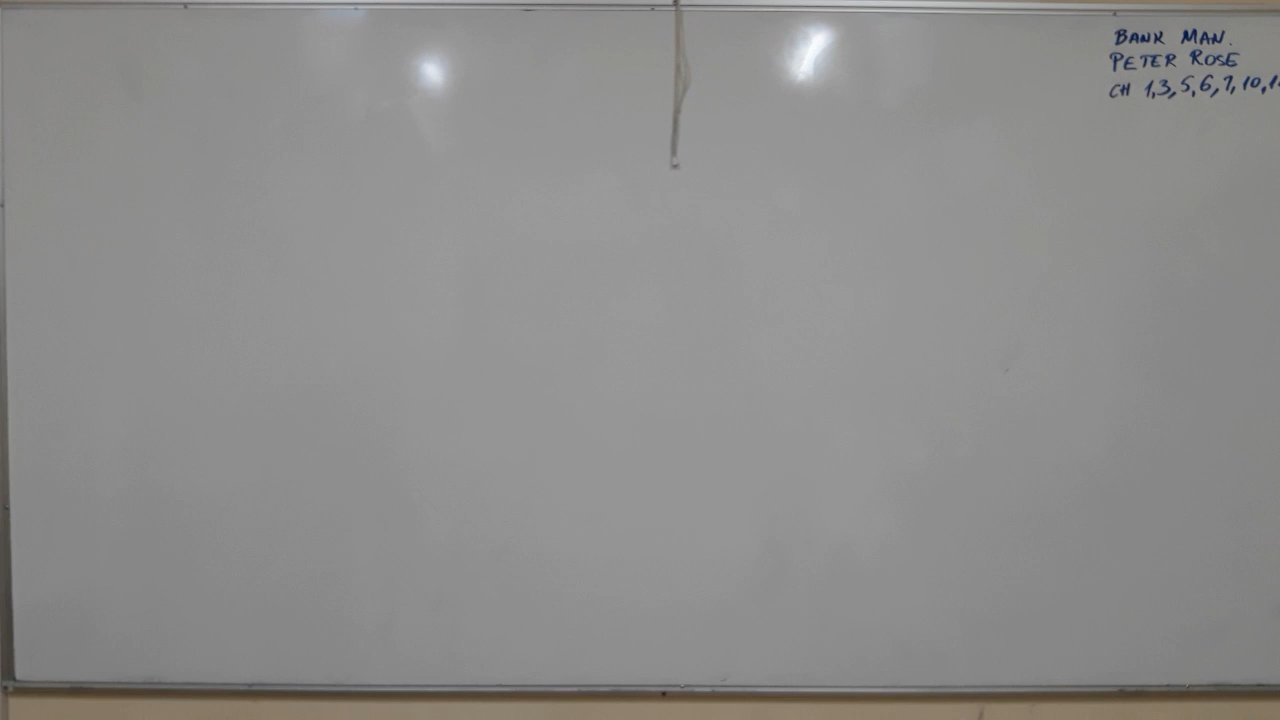 BANK MAN.
PETER ROSE
CH 1,3,5,6,7,10,